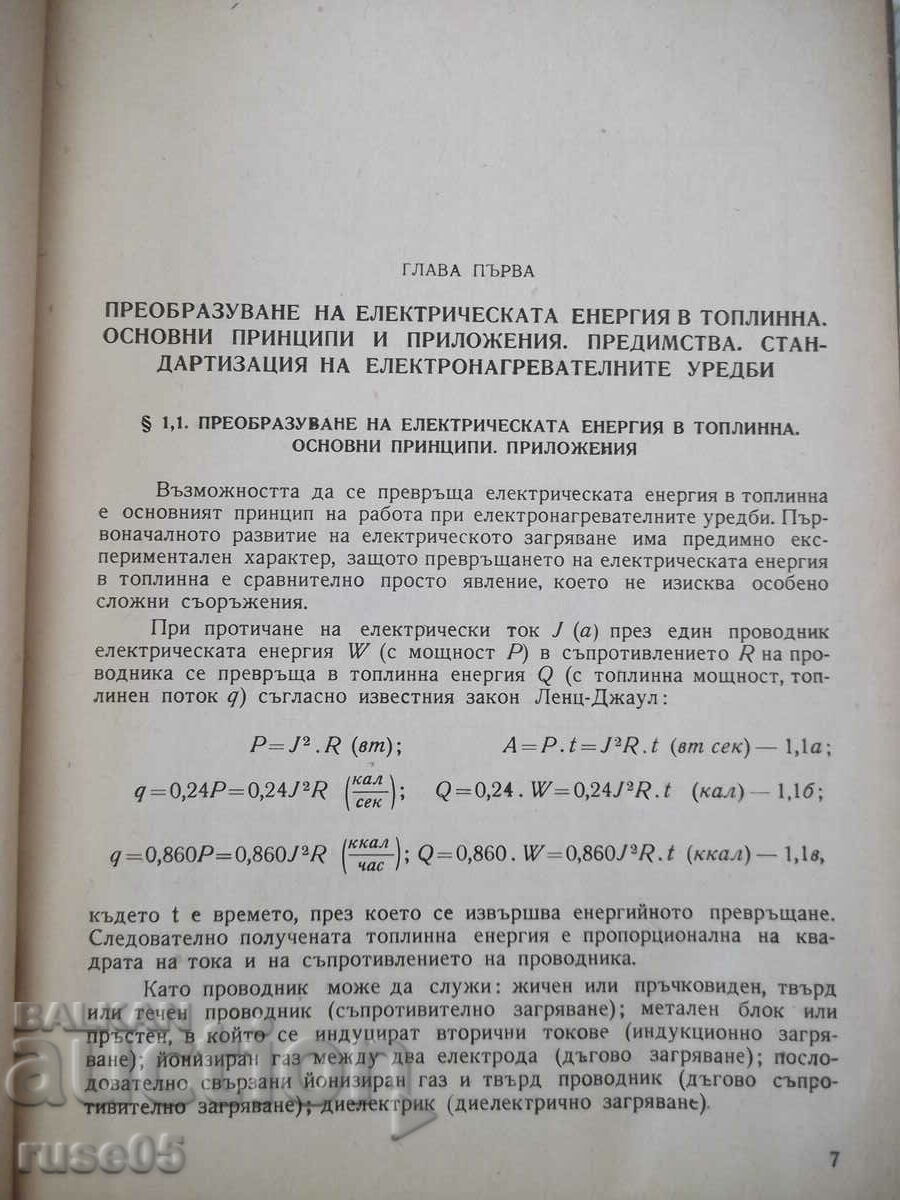 ГЛАВА ПЪРВА
ПРЕОБРАЗУВАНЕ НА ЕЛЕКТРИЧЕСКАТА ЕНЕРГИЯ В ТОПЛИННА.
ОСНОВНИ ПРИНЦИПИ И ПРИЛОЖЕНИЯ. ПРЕДИМСТВА. СТАН-
ДАРТИЗАЦИЯ НА ЕЛЕКТРОНАГРЕВАТЕЛНИТЕ УРЕДБИ
§ 1,1. ПРЕОБРАЗУВАНЕ НА ЕЛЕКТРИЧЕСКАТА ЕНЕРГИЯ В ТОПЛИННА.
ОСНОВНИ ПРИНЦИПИ. ПРИЛОЖЕНИЯ
Възможността да се превръща електрическата енергия в топлинна
е основният принцип на работа при електронагревателните уредби. Пър-
воначалното развитие на електрическото загряване има предимно екс-
периментален характер, защото превръщането на електрическата енергия
в топлинна е сравнително просто явление, което не изисква особено
сложни съоръжения.
При протичане на електрически ток J (а) през един проводник
електрическата енергия W (с мощност P) в съпротивлението R на про-
водника се превръща в топлинна енергия Q (с топлинна мощност, топ-
линен поток q) съгласно известния закон Ленц-Джаул:
P=J².R (вт); A=P.t=J²R.t (вт сек) — 1,1а;
q=0,24P=0,24J²R (кал/сек); Q=0,24. W=0,24J²R.t (кал) — 1,1б;
q=0,860P=0,860J²R (ккал/час); Q=0,860. W=0,860J²R.t (ккал) — 1,1в,
където t е времето, през което се извършва енергийното превръщане.
Следователно получената топлинна енергия е пропорционална на ква-
драта на тока и на съпротивлението на проводника.
Като проводник може да служи: жичен или пръчковиден, твърд
или течен проводник (съпротивително загряване); метален блок или
пръстен, в който се индуцират вторични токове (индукционно загря-
ване); йонизиран газ между два електрода (дъгово загряване); посло-
дователно свързани йонизиран газ и твърд проводник (дъгово съпро-
тивително загряване); диелектрик (диелектрично загряване).
7
BALKAN
auction
ruse05